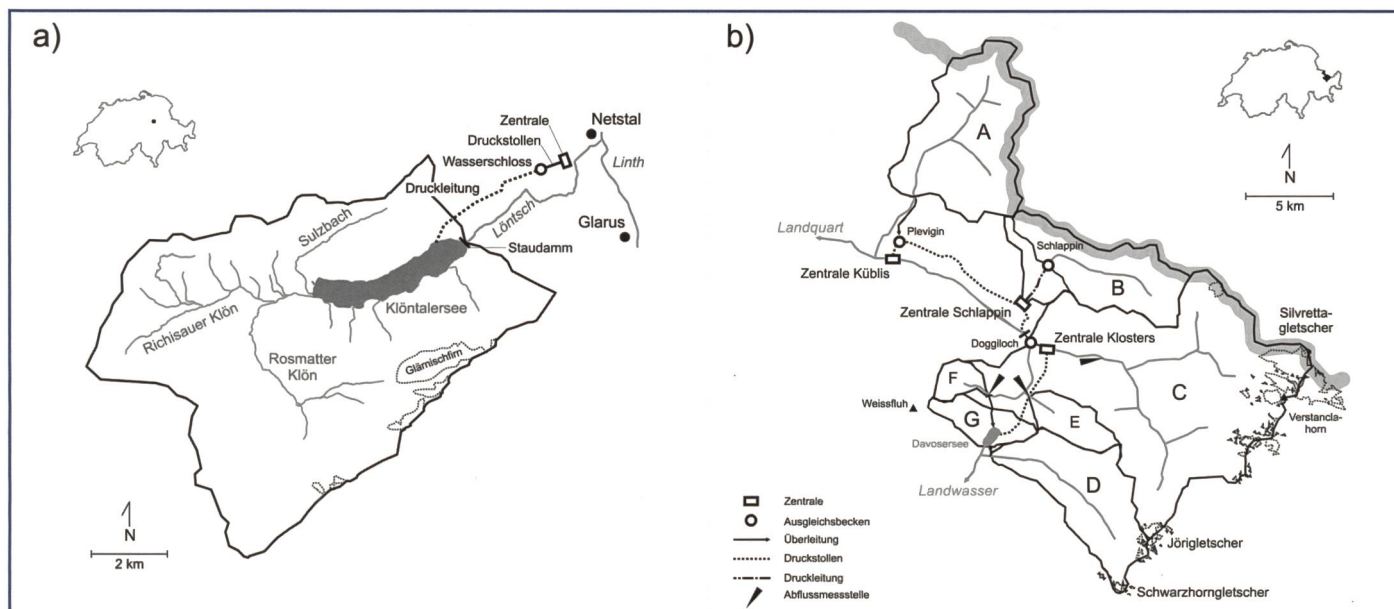 a)
Zentrale
Netstal
Druckstollen
Wasserschloss
Linth
Druckleitung
Löntsch
Sulzbach
Glarus
Staudamm
Klöntalersee
Richisauer Klön
Rosmatter
Klön
Glärnischfirn
N
2 km
b)
A
N
5 km
Landquart
Plevigin
Schlappin
Zentrale Küblis
B
Zentrale Schlappin
Silvretta-
gletscher
Doggiloch
Zentrale Klosters
F
C
Weissfluh
G
E
Verstancla-
horn
Davosersee
D
Landwasser
Zentrale
Ausgleichsbecken
Überleitung
Druckstollen
Druckleitung
Abflussmessstelle
Jörigletscher
Schwarzhorngletscher